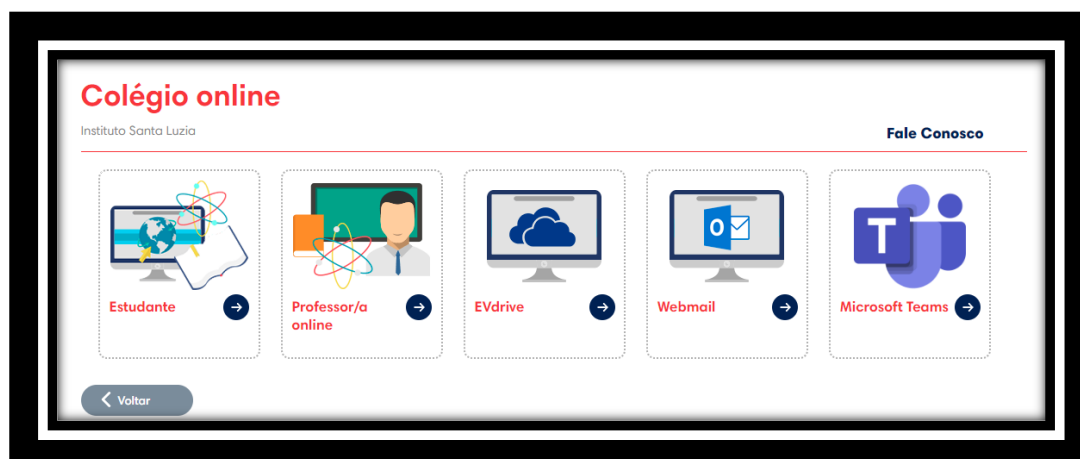 Colégio online
Instituto Santa Luzia
Fale Conosco
O
T
Estudante
Professor/a
online
EVdrive
Webmail
Microsoft Teams
Voltar